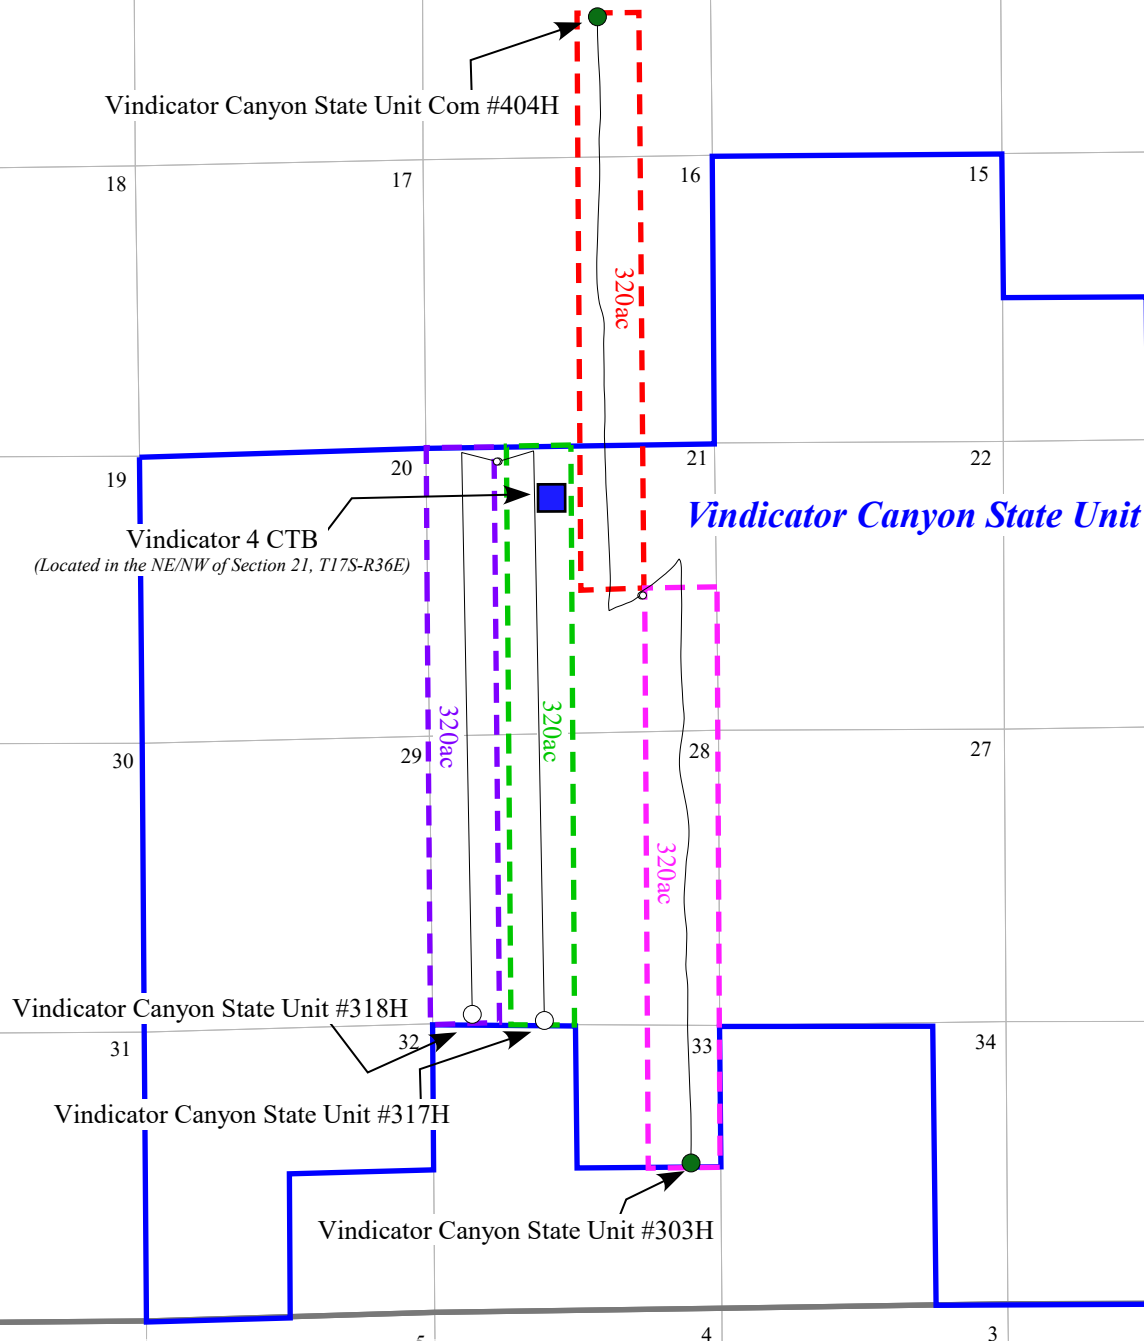 Vindicator Canyon State Unit Com #404H
18
17
16
15
320ac
19
20
21
22
Vindicator Canyon State Unit
Vindicator 4 CTB
(Located in the NE/NW of Section 21, T17S-R36E)
320ac
320ac
30
29
28
27
320ac
Vindicator Canyon State Unit #318H
31
32
33
34
Vindicator Canyon State Unit #317H
Vindicator Canyon State Unit #303H
4
3